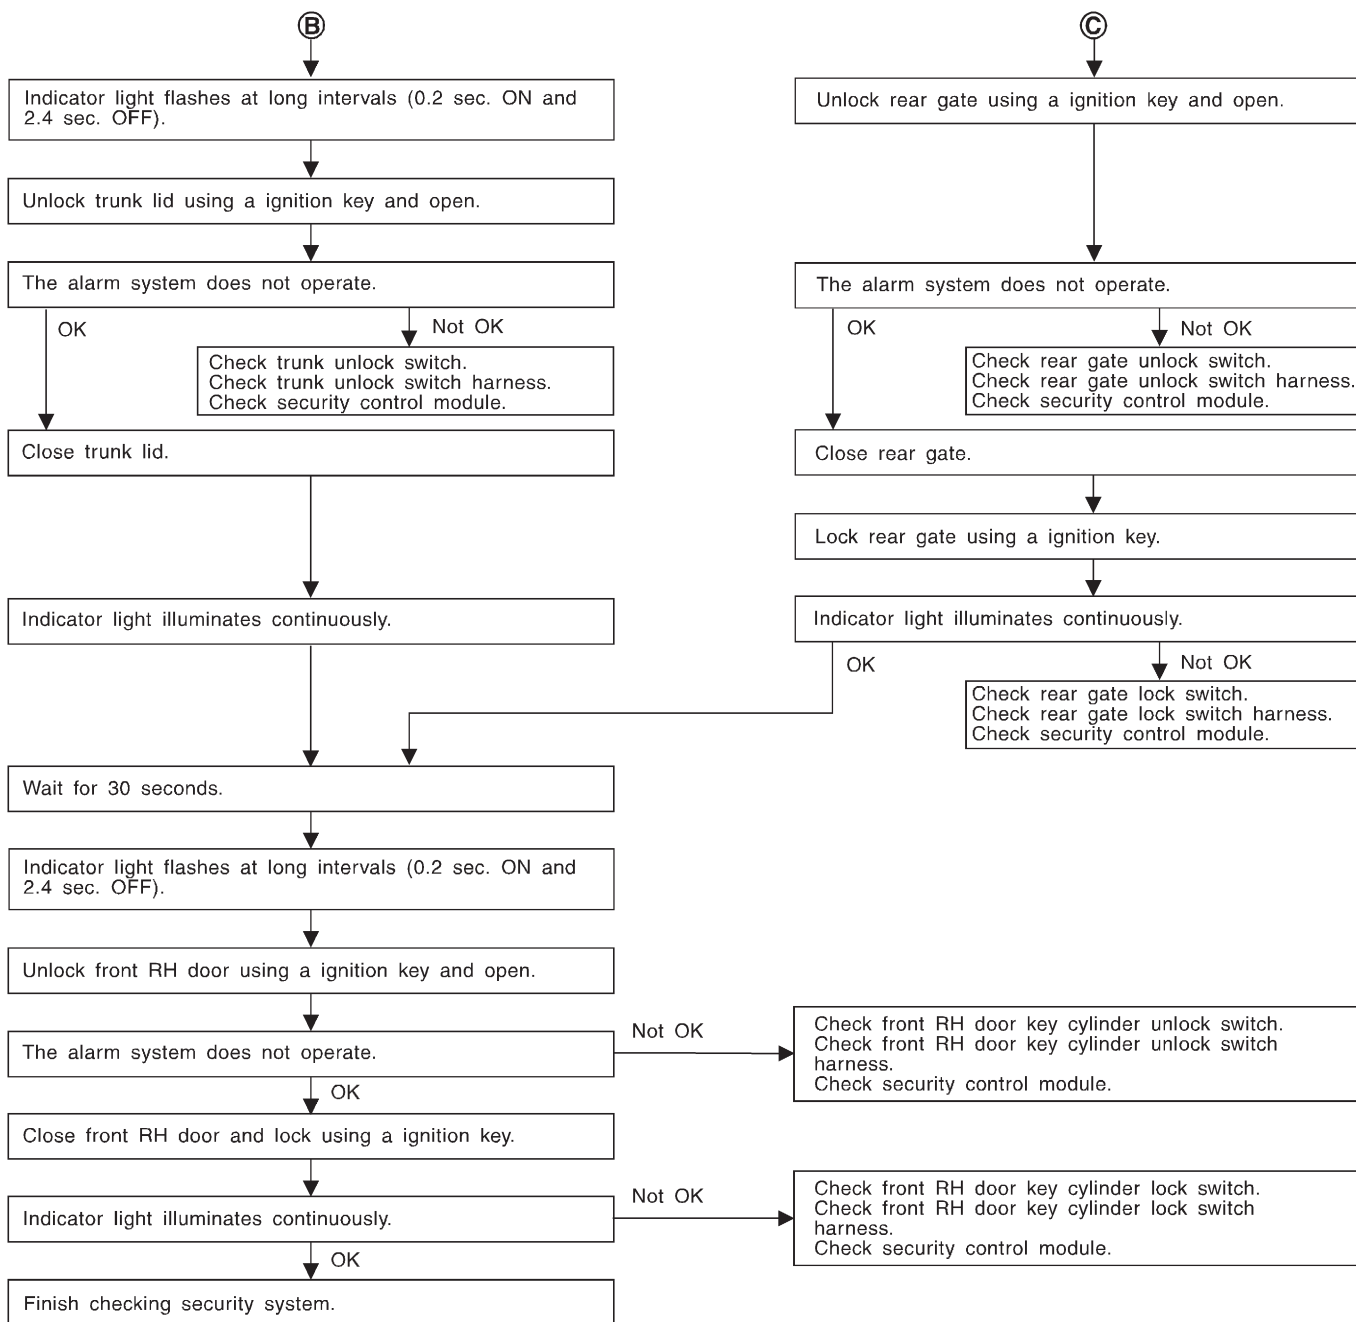 B
Indicator light flashes at long intervals (0.2 sec. ON and
2.4 sec. OFF).
Unlock trunk lid using a ignition key and open.
The alarm system does not operate.
OK
Not OK
Check trunk unlock switch.
Check trunk unlock switch harness.
Check security control module.
Close trunk lid.
Indicator light illuminates continuously.
C
Unlock rear gate using a ignition key and open.
The alarm system does not operate.
OK
Not OK
Check rear gate unlock switch.
Check rear gate unlock switch harness.
Check security control module.
Close rear gate.
Lock rear gate using a ignition key.
Indicator light illuminates continuously.
OK
Not OK
Check rear gate lock switch.
Check rear gate lock switch harness.
Check security control module.
Wait for 30 seconds.
Indicator light flashes at long intervals (0.2 sec. ON and
2.4 sec. OFF).
Unlock front RH door using a ignition key and open.
The alarm system does not operate.
Not OK
Check front RH door key cylinder unlock switch.
Check front RH door key cylinder unlock switch
harness.
Check security control module.
OK
Close front RH door and lock using a ignition key.
Indicator light illuminates continuously.
Not OK
Check front RH door key cylinder lock switch.
Check front RH door key cylinder lock switch
harness.
Check security control module.
OK
Finish checking security system.